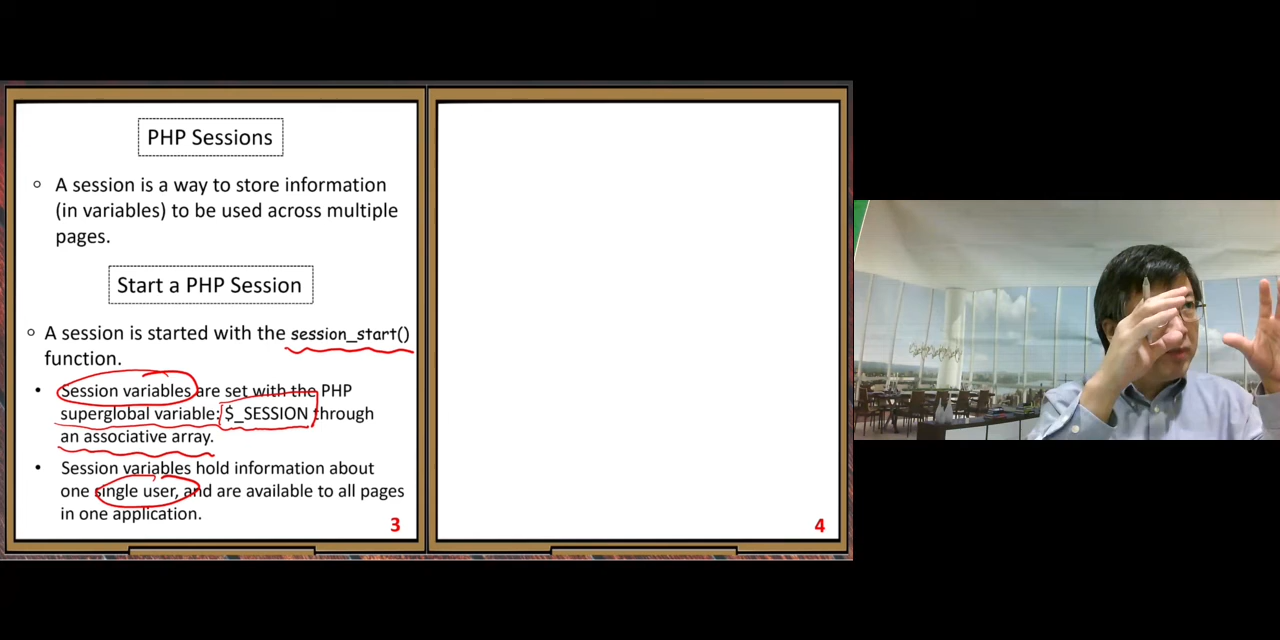 PHP Sessions
A session is a way to store information
(in variables) to be used across multiple
pages.
Start a PHP Session
A session is started with the session_start()
function.
Session variables are set with the PHP
superglobal variable: $_SESSION through
an associative array.
Session variables hold information about
one single user, and are available to all pages
in one application.
3
4